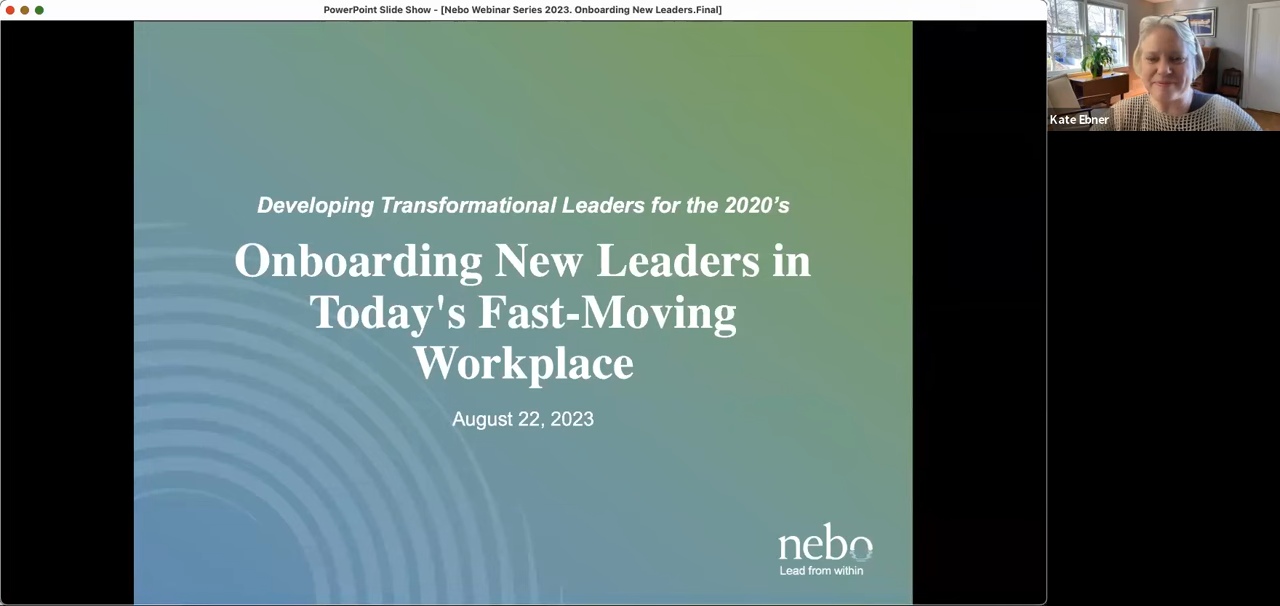 PowerPoint Slide Show - [Nebo Webinar Series 2023. Onboarding New Leaders.Final]
Kate Ebner
Developing Transformational Leaders for the 2020's
Onboarding New Leaders in
Today's Fast-Moving
Workplace
August 22, 2023
nebo
Lead from within